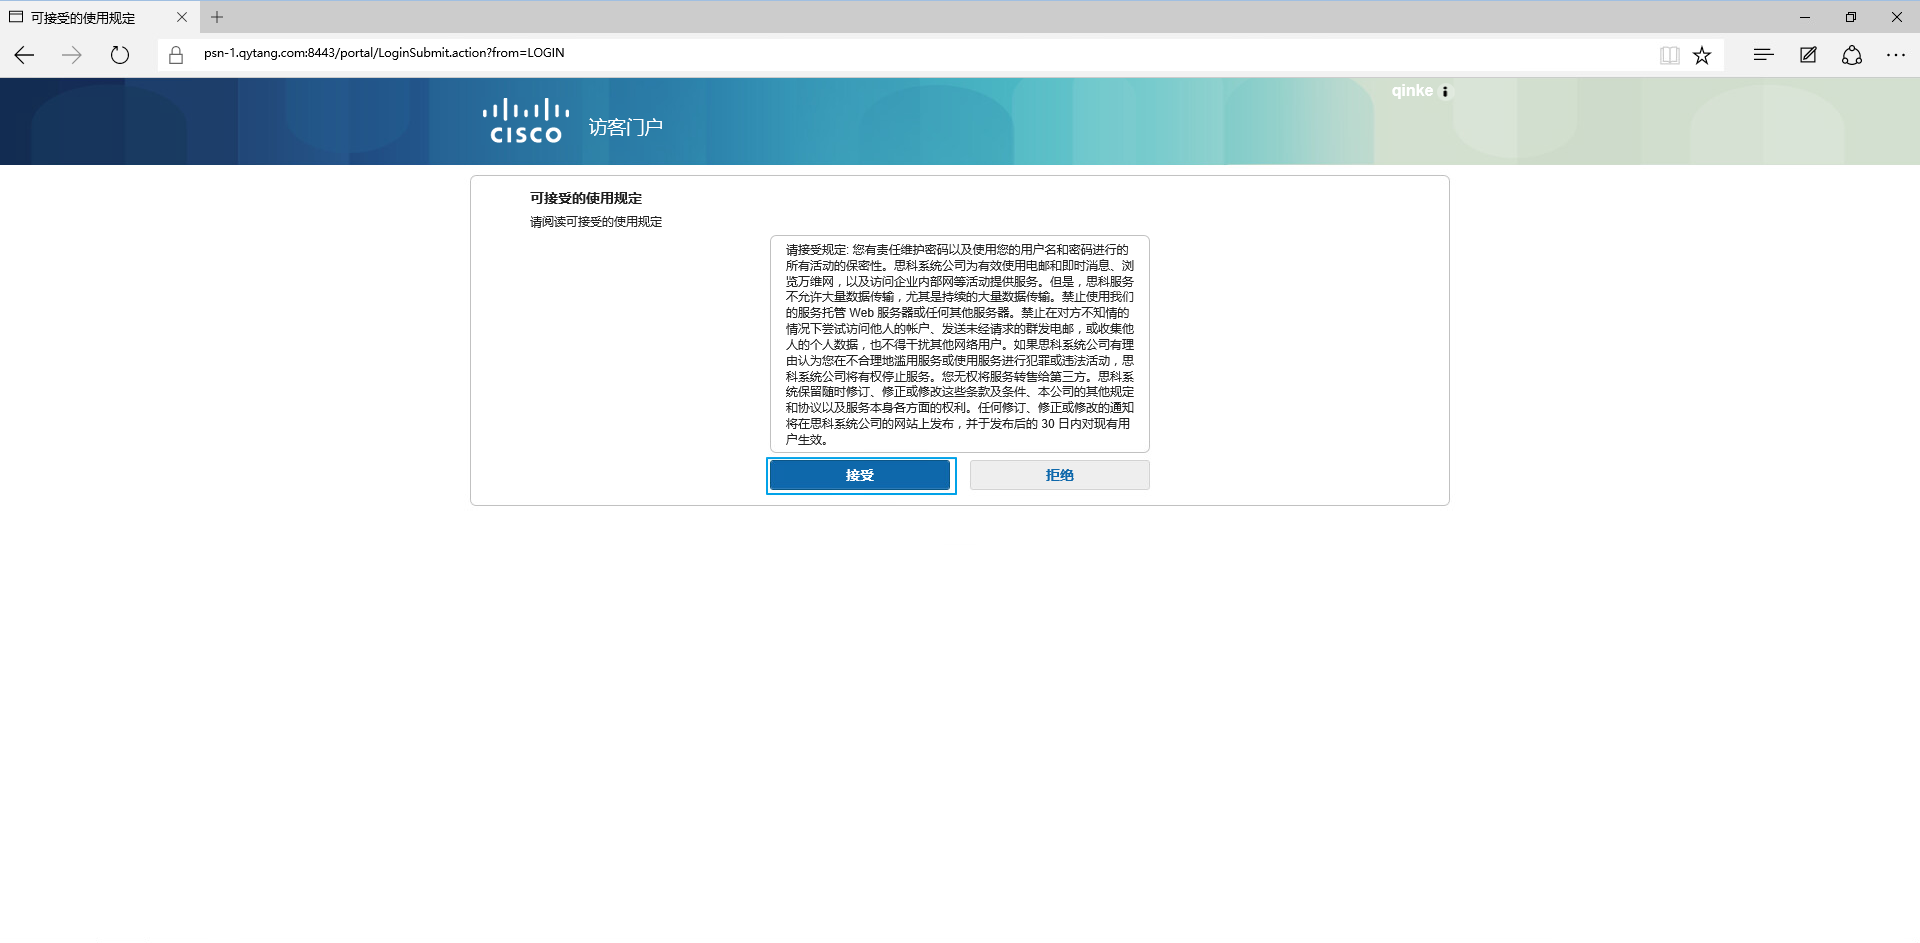 可接受的使用规定
psn-1.qytang.com:8443/portal/LoginSubmit.action?from=LOGIN
qinke
CISCO 访客门户
可接受的使用规定
请阅读可接受的使用规定
请接受规定: 您有责任维护密码以及使用您的用户名和密码进行的
所有活动的保密性。思科系统公司为有效使用电邮和即时消息、浏
览万维网，以及访问企业内部网等活动提供服务。但是，思科服务
不允许大量数据传输，尤其是持续的大量数据传输。禁止使用我们
的服务托管 Web 服务器或任何其他服务器。禁止在对方不知情的
情况下尝试访问他人的帐户、发送未经请求的群发电邮，或收集他
人的个人数据，也不得干扰其他网络用户。如果思科系统公司有理
由认为您在不合理地滥用服务或使用服务进行犯罪或违法活动，思
科系统公司将有权停止服务。您无权将服务转售给第三方。思科系
统保留随时修订、修正或修改这些条款及条件、本公司的其他规定
和协议以及服务本身各方面的权利。任何修订、修正或修改的通知
将在思科系统公司的网站上发布，并于发布后的 30 日内对现有用
户生效。
接受
拒绝